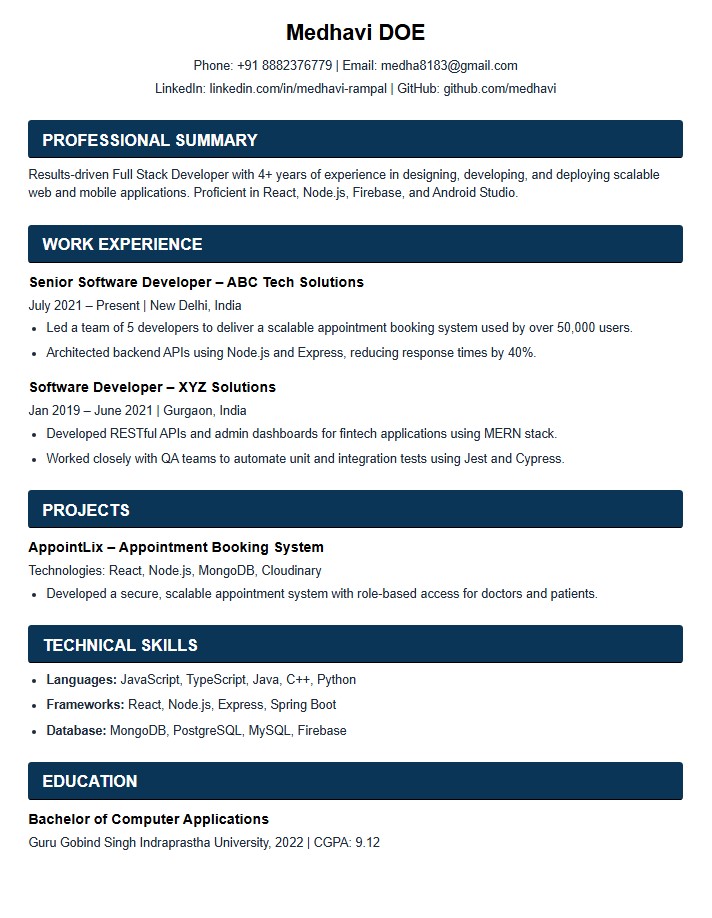 Medhavi DOE
Phone: +91 8882376779 | Email: medha8183@gmail.com
LinkedIn: linkedin.com/in/medhavi-rampal | GitHub: github.com/medhavi
PROFESSIONAL SUMMARY
Results-driven Full Stack Developer with 4+ years of experience in designing, developing, and deploying scalable
web and mobile applications. Proficient in React, Node.js, Firebase, and Android Studio.
WORK EXPERIENCE
Senior Software Developer – ABC Tech Solutions
July 2021 – Present | New Delhi, India
• Led a team of 5 developers to deliver a scalable appointment booking system used by over 50,000 users.
• Architected backend APIs using Node.js and Express, reducing response times by 40%.
Software Developer – XYZ Solutions
Jan 2019 – June 2021 | Gurgaon, India
• Developed RESTful APIs and admin dashboards for fintech applications using MERN stack.
• Worked closely with QA teams to automate unit and integration tests using Jest and Cypress.
PROJECTS
AppointLix – Appointment Booking System
Technologies: React, Node.js, MongoDB, Cloudinary
• Developed a secure, scalable appointment system with role-based access for doctors and patients.
TECHNICAL SKILLS
• Languages: JavaScript, TypeScript, Java, C++, Python
• Frameworks: React, Node.js, Express, Spring Boot
• Database: MongoDB, PostgreSQL, MySQL, Firebase
EDUCATION
Bachelor of Computer Applications
Guru Gobind Singh Indraprastha University, 2022 | CGPA: 9.12